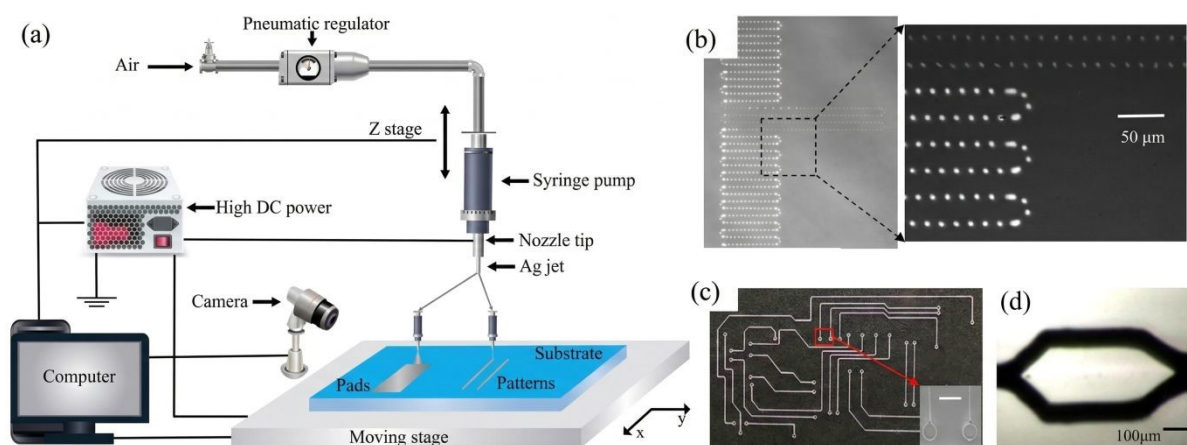 (a)
Pneumatic regulator
Air
Z stage
Syringe pump
High DC power
Nozzle tip
Ag jet
Camera
Substrate
Computer
Pads
Patterns
y
x
Moving stage
(b)
50 μm
(c)
(d)
100μm